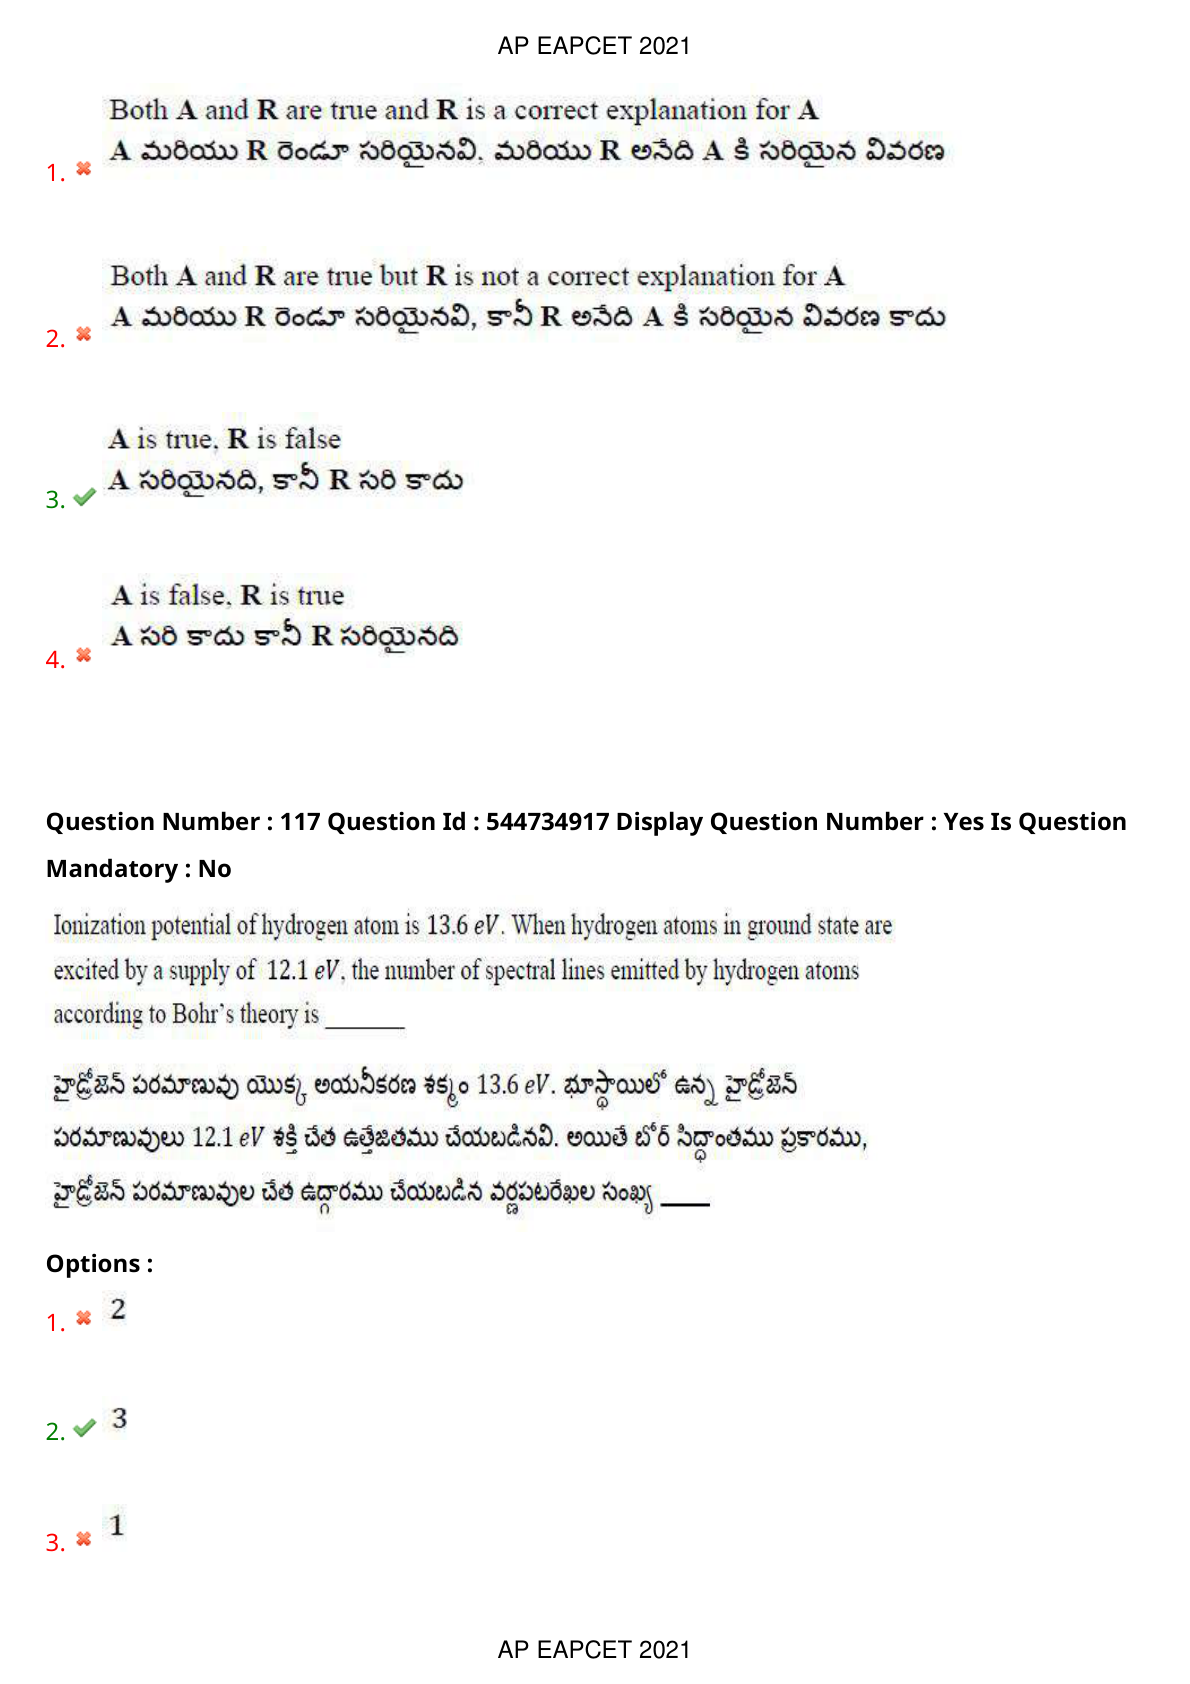 AP EAPCET 2021
Both A and R are true and R is a correct explanation for A
A మరియు R రెండూ సరియైనవి, మరియు R అనేది A కి సరియైన వివరణ
1.
Both A and R are true but R is not a correct explanation for A
A మరియు R రెండూ సరియైనవి, కానీ R అనేది A కి సరియైన వివరణ కాదు
2.
A is true, R is false
A సరియైనది, కానీ R సరి కాదు
3.
A is false, R is true
A సరి కాదు కానీ R సరియైనది
4.
Question Number : 117 Question Id : 544734917 Display Question Number : Yes Is Question
Mandatory : No
Ionization potential of hydrogen atom is 13.6 eV. When hydrogen atoms in ground state are
excited by a supply of 12.1 eV, the number of spectral lines emitted by hydrogen atoms
according to Bohr's theory is ______
హైడ్రోజెన్ పరమాణువు యొక్క అయనీకరణ శక్మం 13.6 eV. భూస్థాయిలో ఉన్న హైడ్రోజెన్
పరమాణువులు 12.1 eV శక్తి చేత ఉత్తేజితము చేయబడినవి. అయితే బోర్ సిద్ధాంతము ప్రకారము,
హైడ్రోజెన్ పరమాణువుల చేత ఉద్గారము చేయబడిన వర్ణపటరేఖల సంఖ్య ____
Options :
1. 2
2. 3
3. 1
AP EAPCET 2021